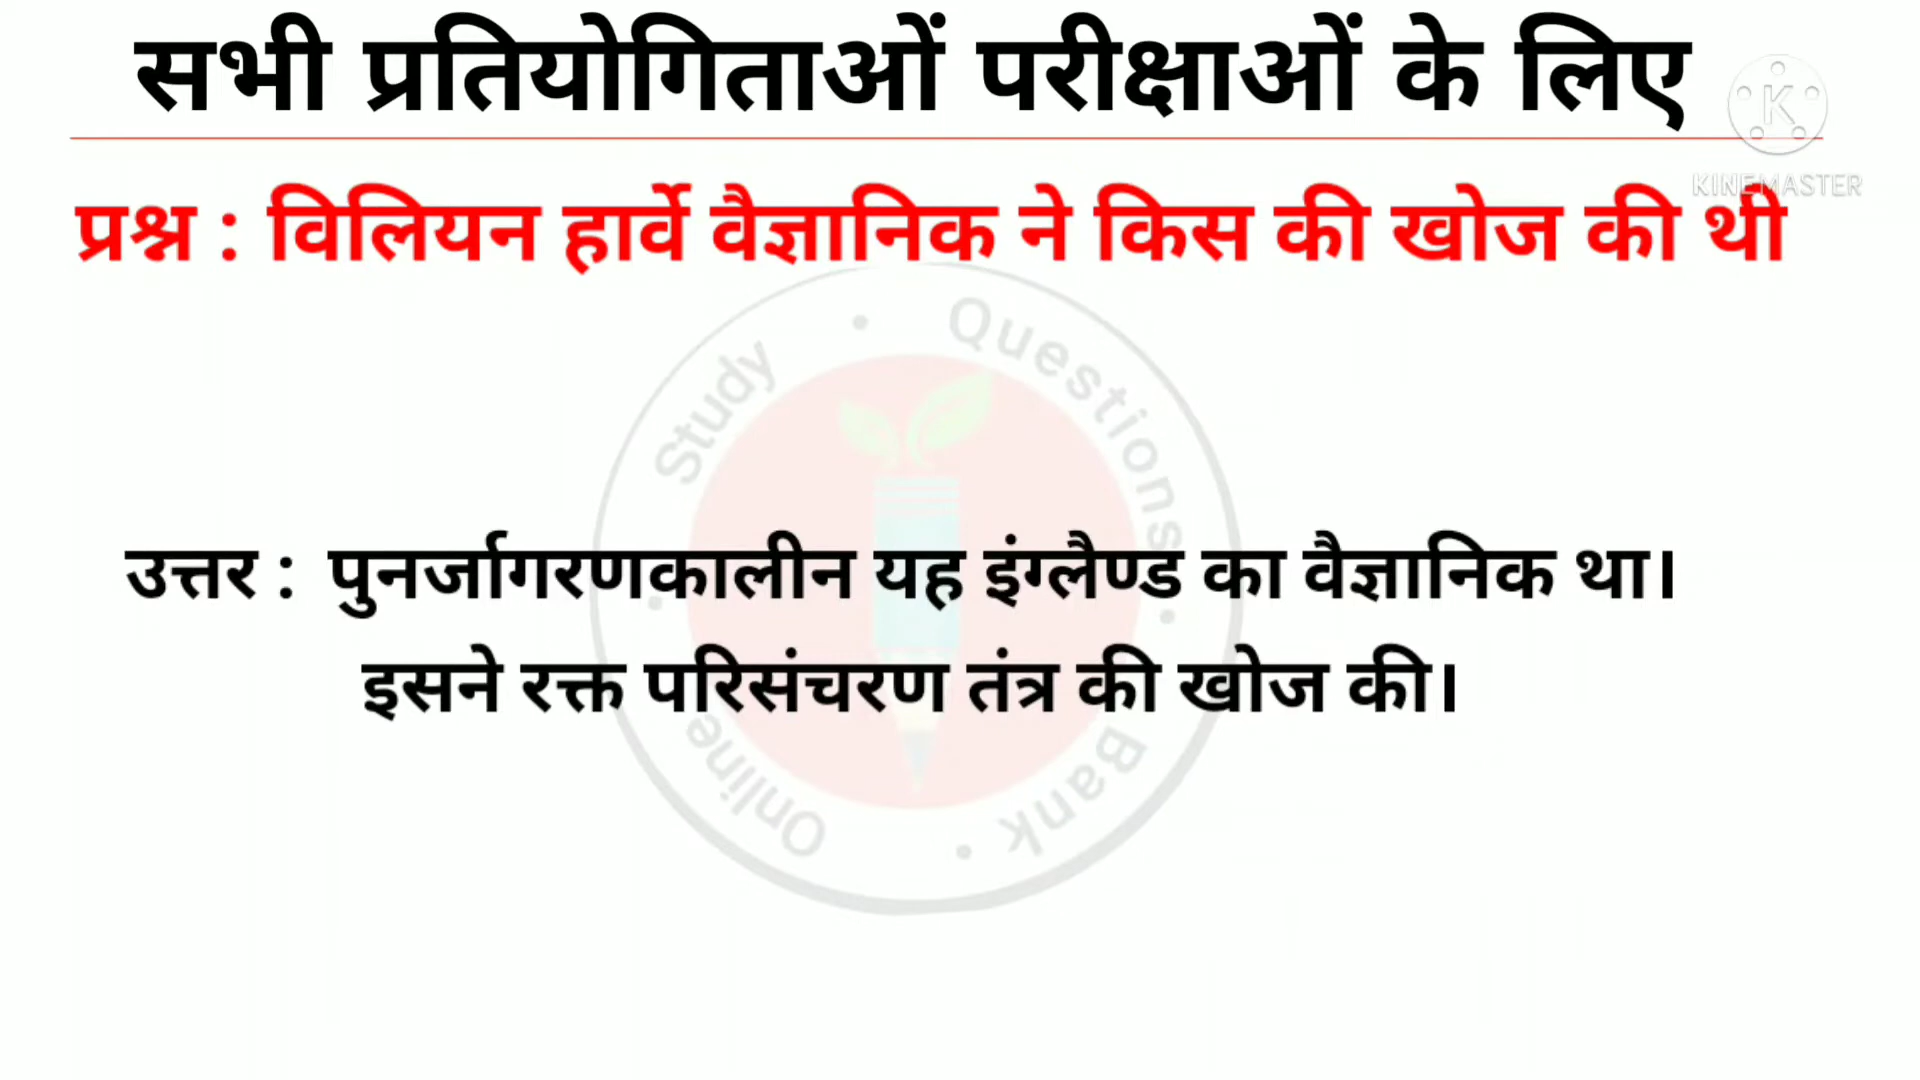 सभी प्रतियोगिताओं परीक्षाओं के लिए
KINEMASTER
प्रश्न : विलियन हार्वे वैज्ञानिक ने किस की खोज की थी
उत्तर : पुनर्जागरणकालीन यह इंग्लैण्ड का वैज्ञानिक था।
इसने रक्त परिसंचरण तंत्र की खोज की।
Online • Study • Questions • Bank •